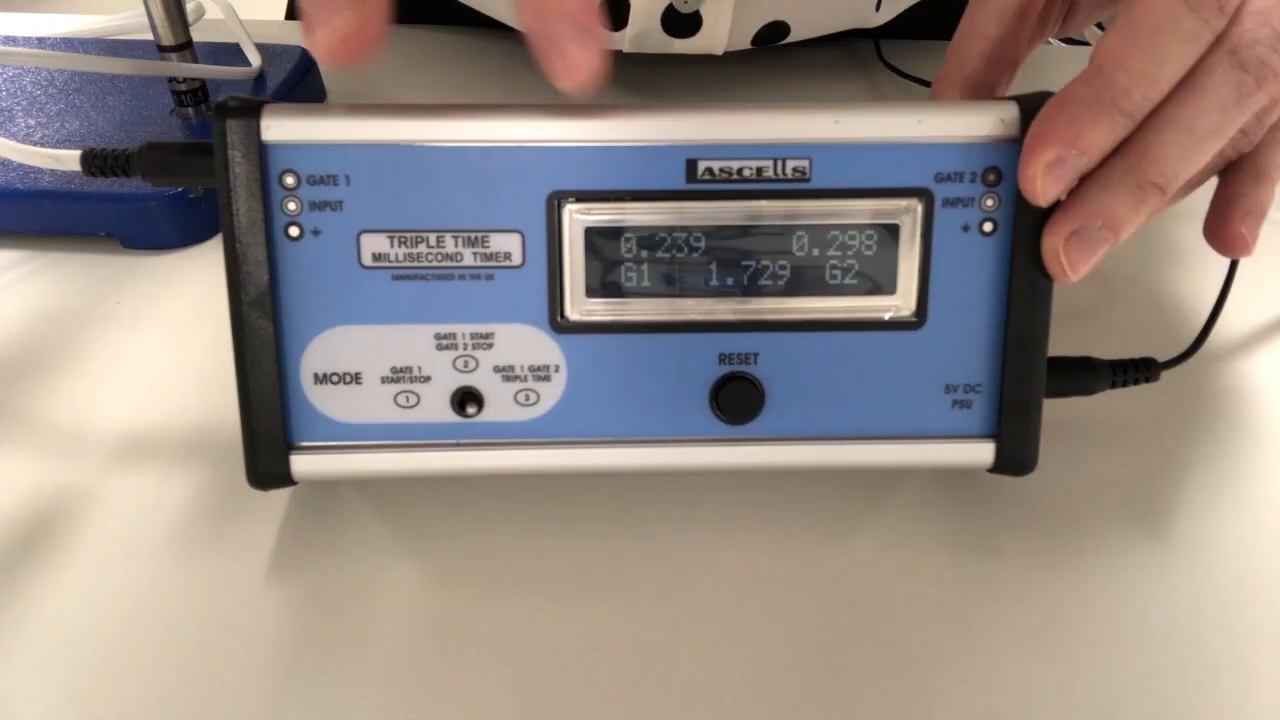 GATE 1
INPUT
LASCELLS
GATE 2
INPUT
TRIPLE TIME
MILLISECOND TIMER
MANUFACTURED IN THE UK
0.239 0.298
G1 1.729 G2
MODE
GATE 1
START/STOP
1
GATE 1 START
GATE 2 STOP
2
GATE 1 GATE 2
TRIPLE TIME
3
RESET
5V DC
PSU